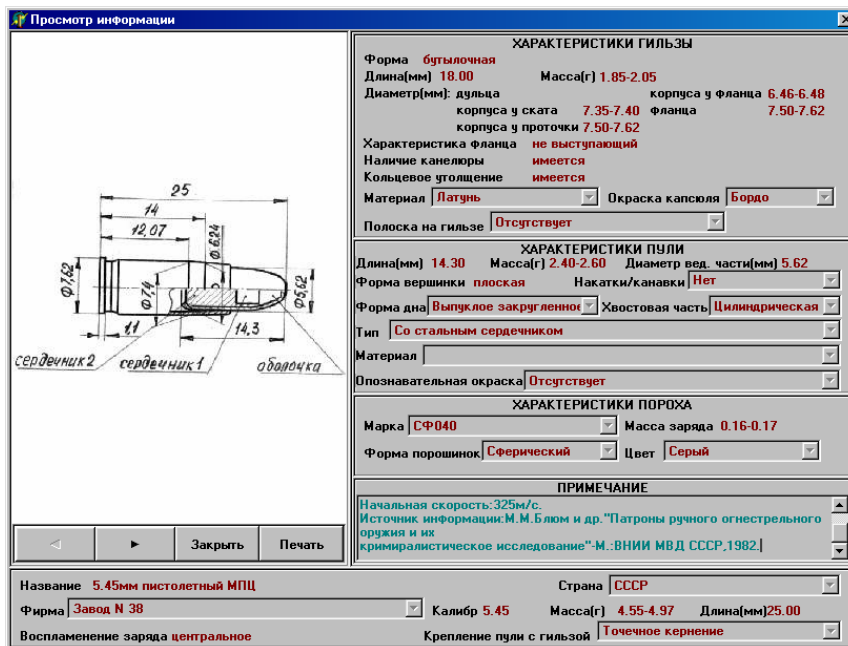 Просмотр информации
25
14
12,07
Ф6,24
Ф7,62
Ф7,4
Ф5,62
1,1
14,3
сердечник 2
сердечник 1
оболочка
Закрыть
Печать
ХАРАКТЕРИСТИКИ ГИЛЬЗЫ
Форма бутылочная
Длина(мм) 18.00 Масса(г) 1.85-2.05
Диаметр(мм): дульца корпуса у фланца 6.46-6.48
корпуса у ската 7.35-7.40 фланца 7.50-7.62
корпуса у проточки 7.50-7.62
Характеристика фланца не выступающий
Наличие канелюры имеется
Кольцевое утолщение имеется
Материал Латунь Окраска капсюля Бордо
Полоска на гильзе Отсутствует
ХАРАКТЕРИСТИКИ ПУЛИ
Длина(мм) 14.30 Масса(г) 2.40-2.60 Диаметр вед. части(мм) 5.62
Форма вершинки плоская Накатки/канавки Нет
Форма дна Выпуклое закругленное Хвостовая часть Цилиндрическая
Тип Со стальным сердечником
Материал
Опознавательная окраска Отсутствует
ХАРАКТЕРИСТИКИ ПОРОХА
Марка СФ040 Масса заряда 0.16-0.17
Форма порошинок Сферический Цвет Серый
ПРИМЕЧАНИЕ
Начальная скорость:325м/с.
Источник информации:М.М.Блюм и др."Патроны ручного огнестрельного
оружия и их
кримиралистическое исследование"-М.:ВНИИ МВД СССР,1982.
Название 5.45мм пистолетный МПЦ Страна СССР
Фирма Завод N 38 Калибр 5.45 Масса(г) 4.55-4.97 Длина(мм)25.00
Воспламенение заряда центральное Крепление пули с гильзой Точечное кернение